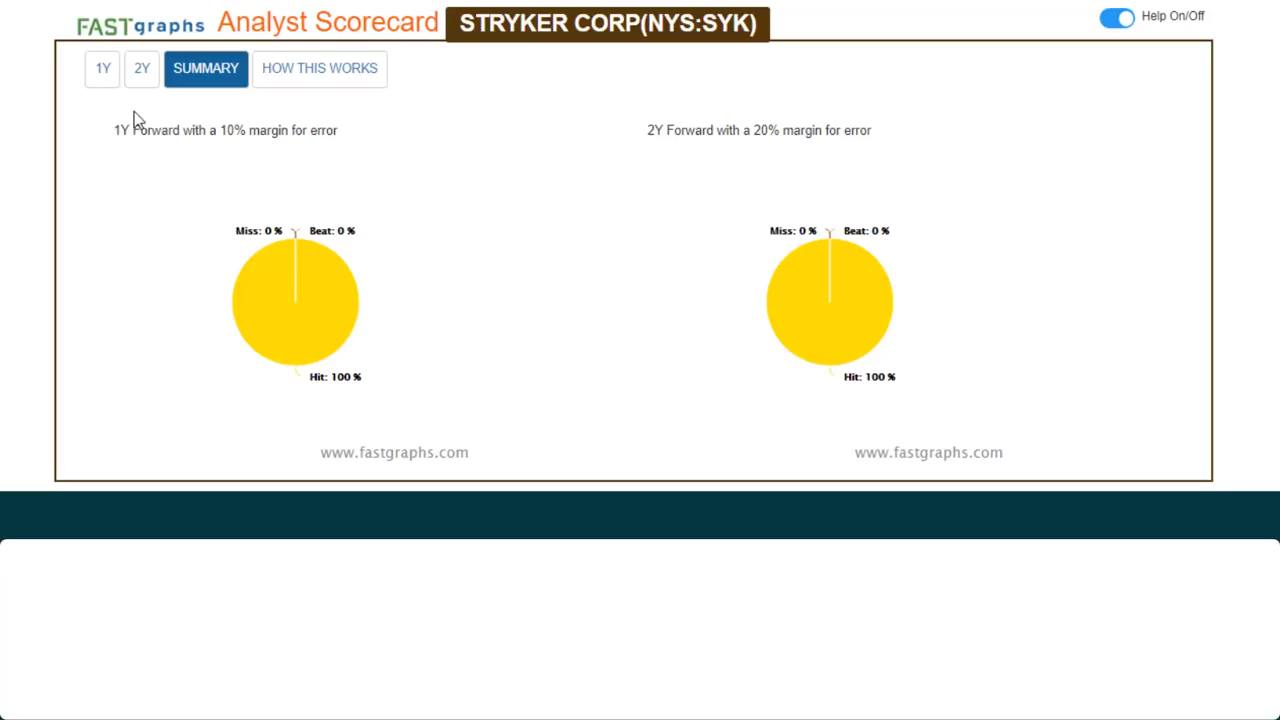 FASTgraphs Analyst Scorecard STRYKER CORP(NYS:SYK) Help On/Off
1Y 2Y SUMMARY HOW THIS WORKS
1Y Forward with a 10% margin for error
Miss: 0 % Beat: 0 %
Hit: 100 %
www.fastgraphs.com
2Y Forward with a 20% margin for error
Miss: 0 % Beat: 0 %
Hit: 100 %
www.fastgraphs.com